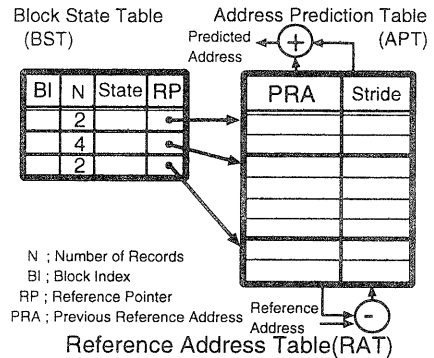 Block State Table
(BST)
Address Prediction Table
(APT)
Predicted
Address
+
BI N State RP
2
4
2
PRA Stride
N ; Number of Records
BI ; Block Index
RP ; Reference Pointer
PRA ; Previous Reference Address
Reference
Address
-
Reference Address Table(RAT)